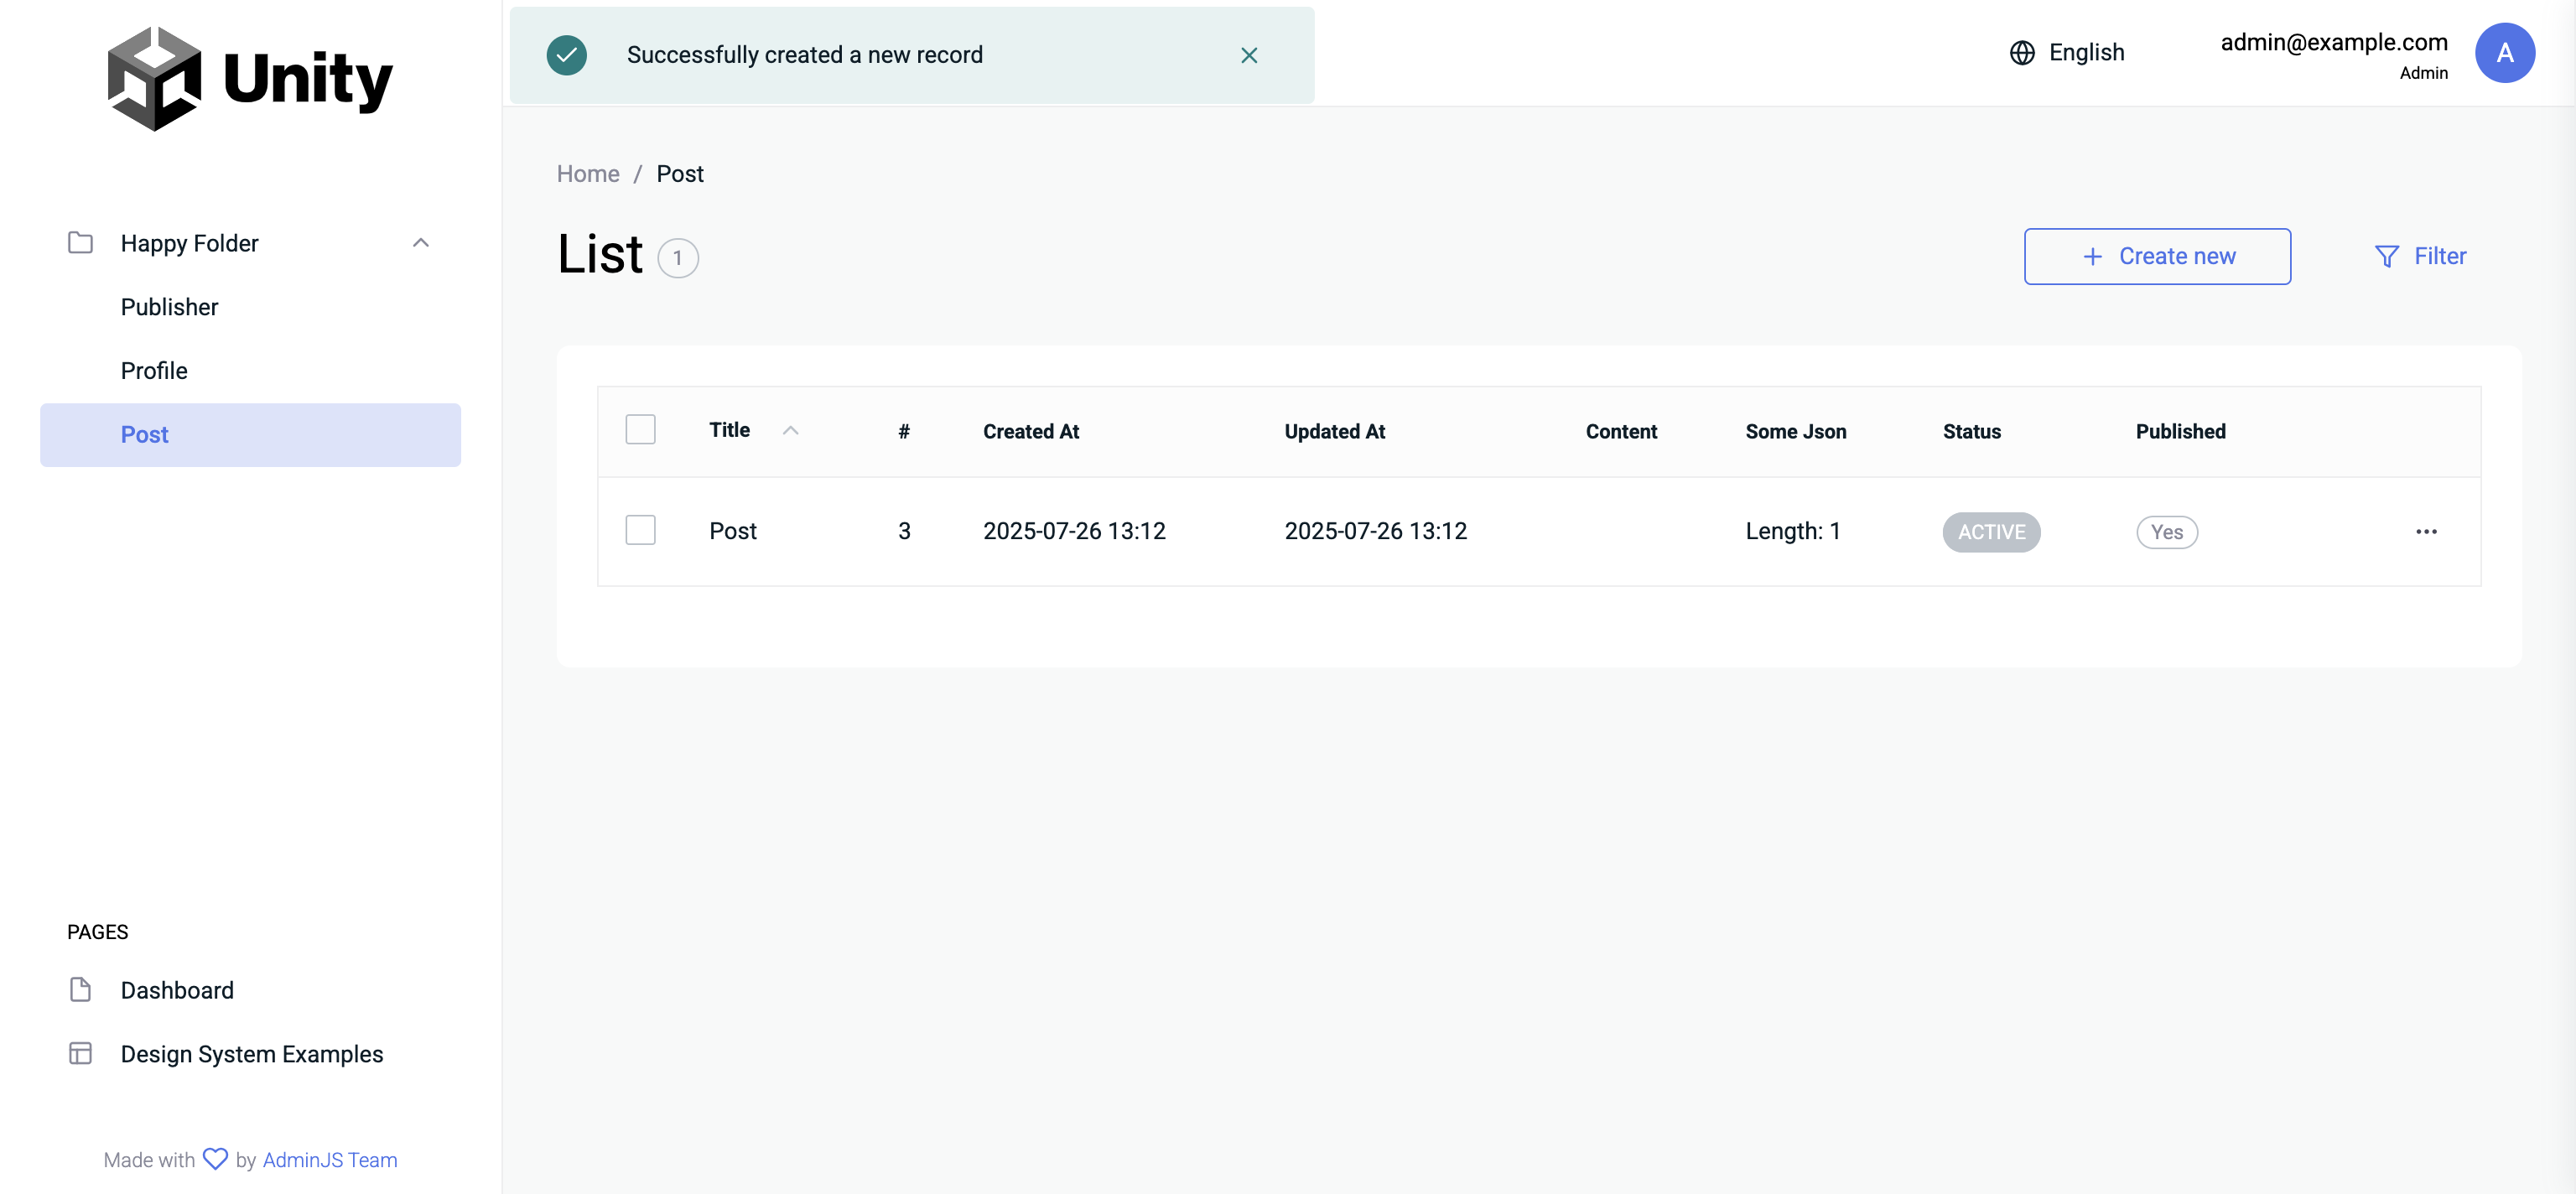 Unity
Successfully created a new record
English
admin@example.com
Admin
A
Happy Folder
Publisher
Profile
Post
PAGES
Dashboard
Design System Examples
Made with by AdminJS Team
Home / Post
List 1
Create new
Filter
Title # Created At Updated At Content Some Json Status Published
Post 3 2025-07-26 13:12 2025-07-26 13:12 Length: 1 ACTIVE Yes